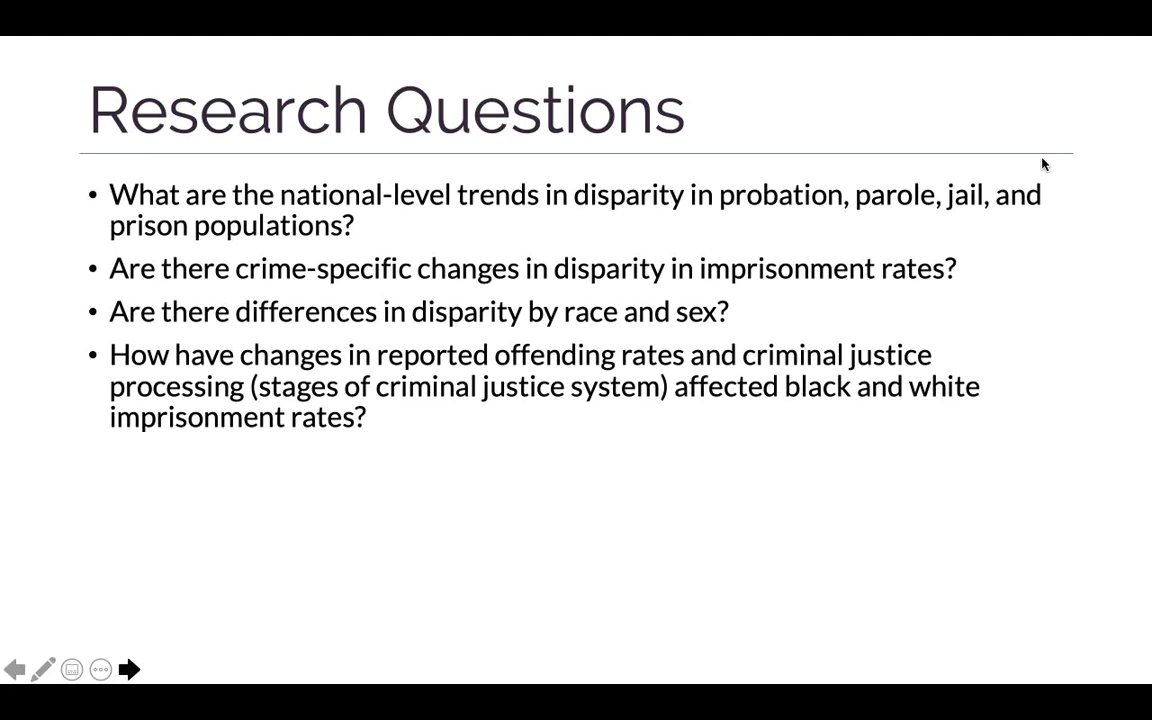 Research Questions
• What are the national-level trends in disparity in probation, parole, jail, and
prison populations?
• Are there crime-specific changes in disparity in imprisonment rates?
• Are there differences in disparity by race and sex?
• How have changes in reported offending rates and criminal justice
processing (stages of criminal justice system) affected black and white
imprisonment rates?